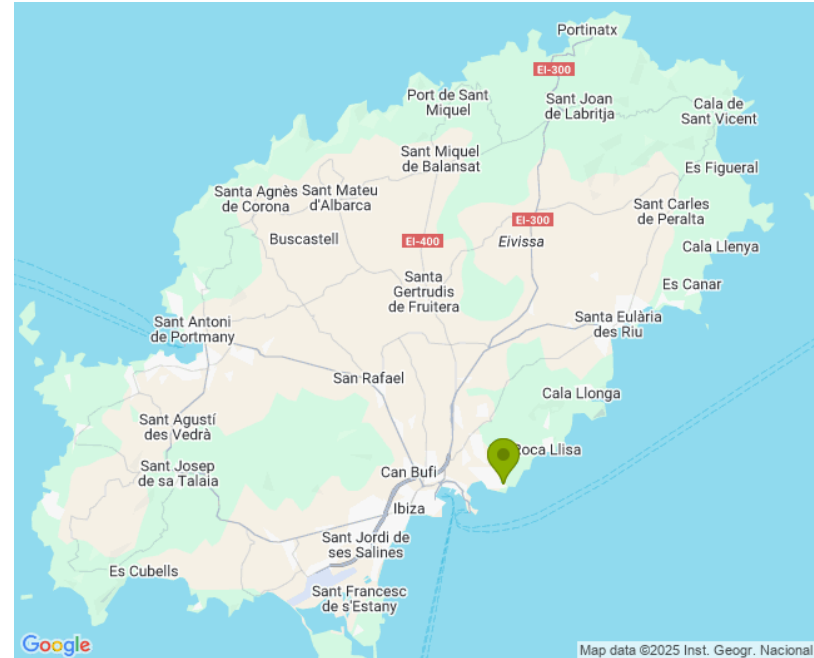 Portinatx
EI-300
Port de Sant
Miquel
Sant Joan
de Labritja
Cala de
Sant Vicent
Sant Miquel
de Balansat
Es Figueral
Santa Agnès
de Corona
Sant Mateu
d'Albarca
Sant Carles
de Peralta
EI-300
Buscastell
EI-400
Eivissa
Cala Llenya
Santa
Gertrudis
de Fruitera
Es Canar
Sant Antoni
de Portmany
Santa Eulària
des Riu
San Rafael
Cala Llonga
Sant Agustí
des Vedrà
Roca Llisa
Sant Josep
de sa Talaia
Can Bufi
Ibiza
Sant Jordi de
ses Salines
Es Cubells
Sant Francesc
de s'Estany
Google
Map data ©2025 Inst. Geogr. Nacional